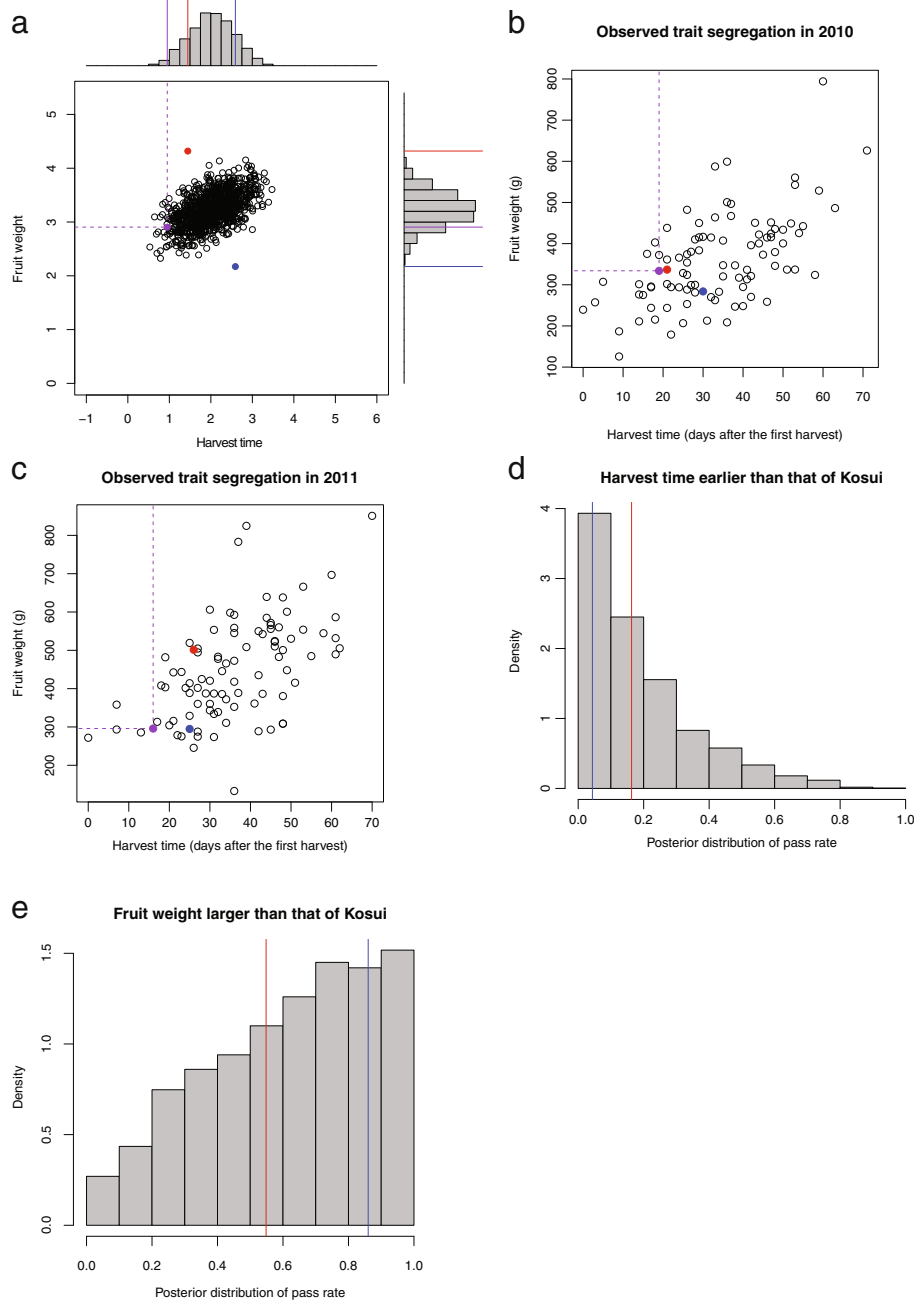 a
5
4
3
2
1
0
Fruit weight
−1 0 1 2 3 4 5 6
Harvest time
b
Observed trait segregation in 2010
800
700
600
500
400
300
200
100
Fruit weight (g)
0 10 20 30 40 50 60 70
Harvest time (days after the first harvest)
c
Observed trait segregation in 2011
800
700
600
500
400
300
200
Fruit weight (g)
0 10 20 30 40 50 60 70
Harvest time (days after the first harvest)
d
Harvest time earlier than that of Kosui
4
3
2
1
0
Density
0.0 0.2 0.4 0.6 0.8 1.0
Posterior distribution of pass rate
e
Fruit weight larger than that of Kosui
1.5
1.0
0.5
0.0
Density
0.0 0.2 0.4 0.6 0.8 1.0
Posterior distribution of pass rate